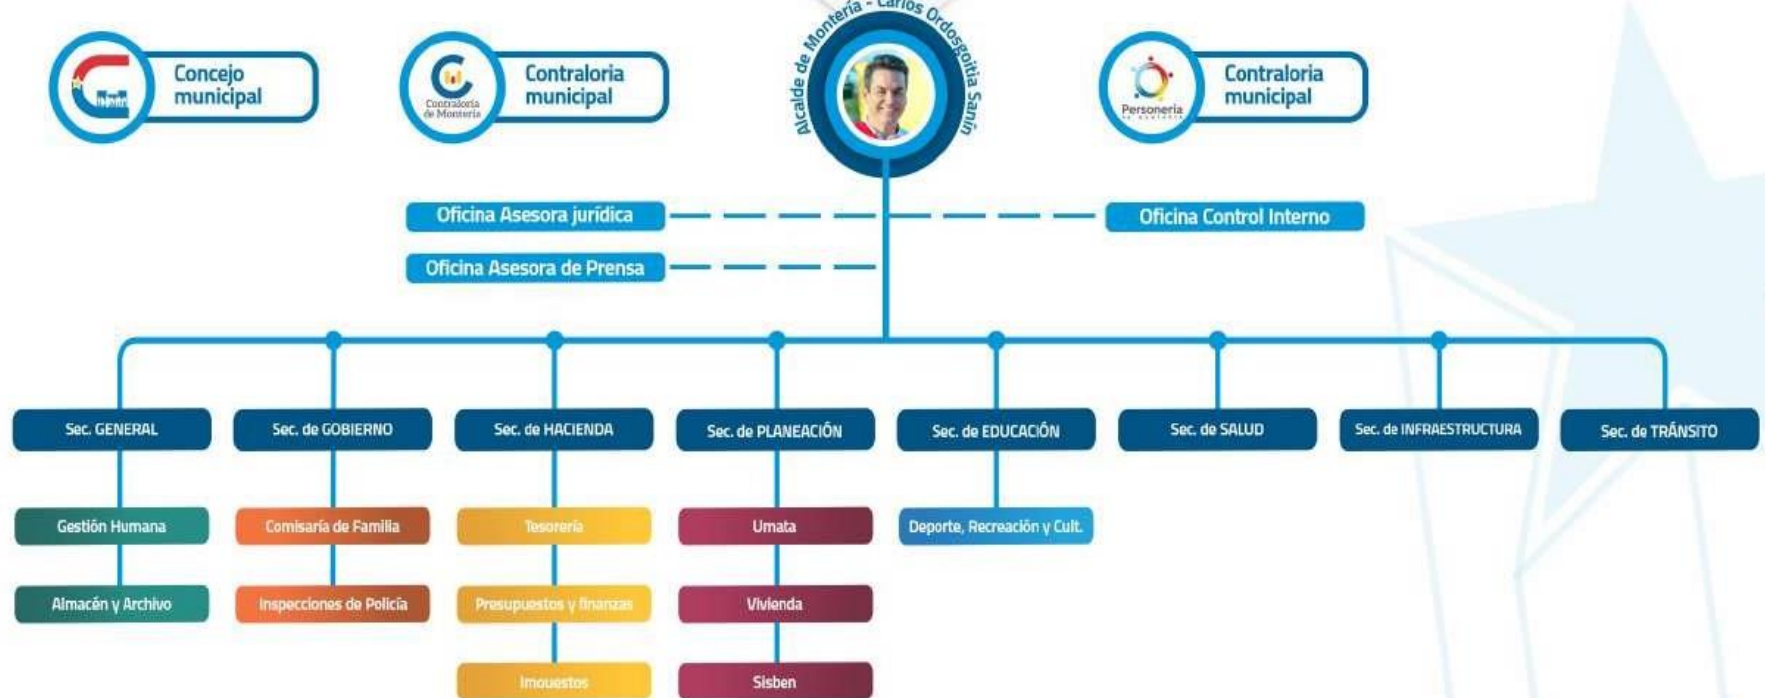 Alcalde de Montería - Carlos Ordosgoitia Sanín
Concejo
municipal
Contraloria
de Montería
Contraloria
municipal
Personería
DE MONTERÍA
Contraloria
municipal
Oficina Asesora jurídica
Oficina Control Interno
Oficina Asesora de Prensa
Sec. GENERAL
Sec. de GOBIERNO
Sec. de HACIENDA
Sec. de PLANEACIÓN
Sec. de EDUCACIÓN
Sec. de SALUD
Sec. de INFRAESTRUCTURA
Sec. de TRÁNSITO
Gestión Humana
Comisaría de Familia
Tesorería
Umata
Deporte, Recreación y Cult.
Almacén y Archivo
Inspecciones de Policía
Presupuestos y finanzas
Vivienda
Imouestos
Sisben